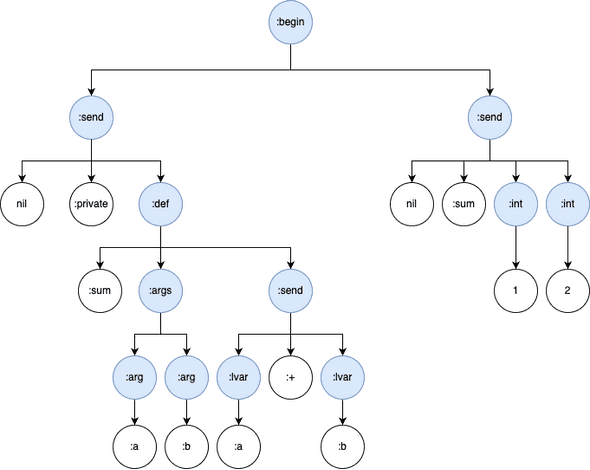 :begin
:send :send
nil :private :def nil :sum :int :int
:sum :args :send 1 2
:arg :arg :lvar :+ :lvar
:a :b :a :b